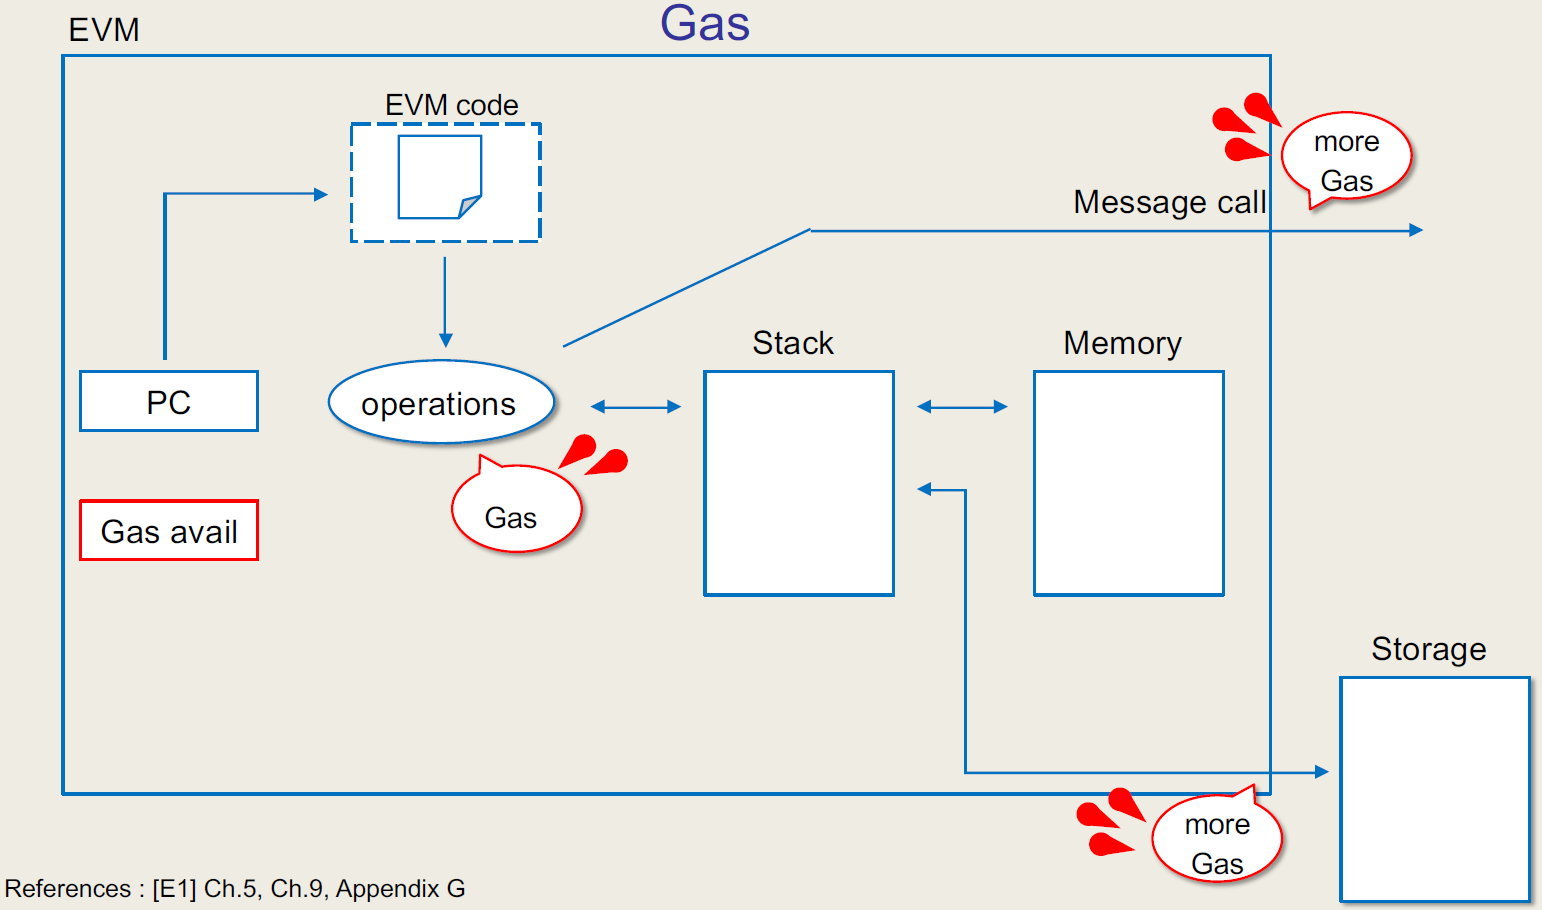 Gas
EVM
EVM code
more
Gas
Message call
Stack
Memory
PC
operations
Gas avail
Gas
Storage
more
Gas
References : [E1] Ch.5, Ch.9, Appendix G